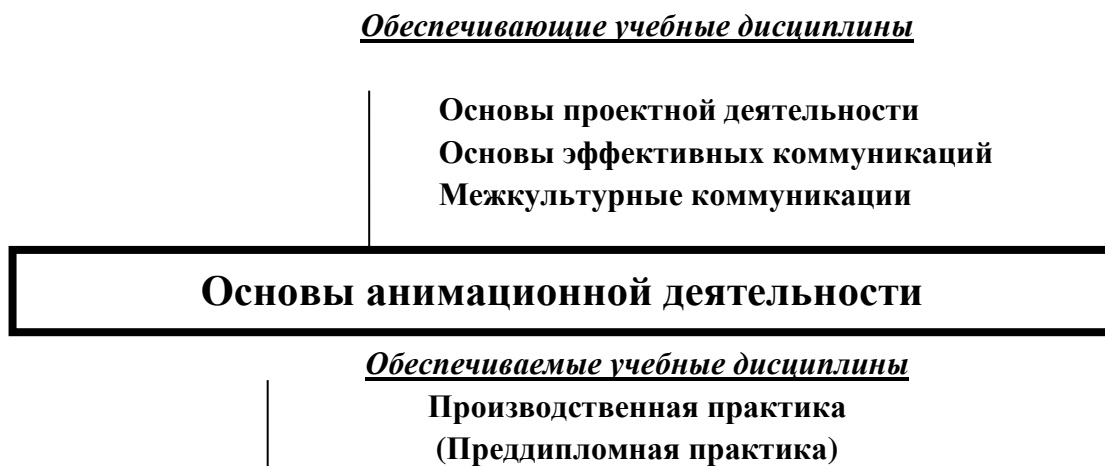 Обеспечивающие учебные дисциплины
Основы проектной деятельности
Основы эффективных коммуникаций
Межкультурные коммуникации
Основы анимационной деятельности
Обеспечиваемые учебные дисциплины
Производственная практика
(Преддипломная практика)